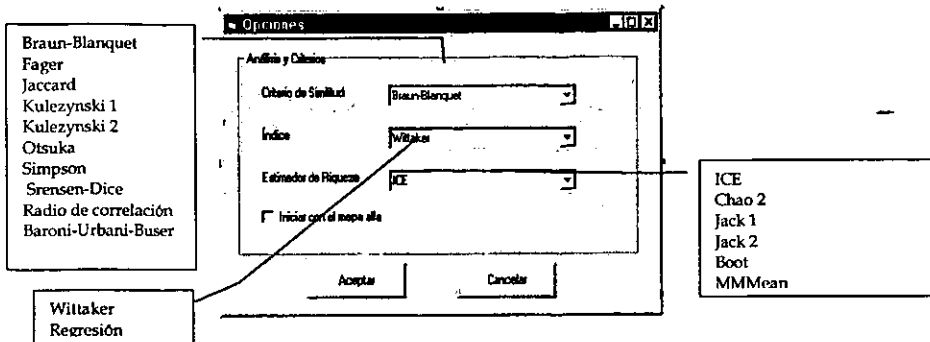 Opciones
Braun-Blanquet
Fager
Jaccard
Kulezynski 1
Kulezynski 2
Otsuka
Simpson
Srensen-Dice
Radio de correlación
Baroni-Urbani-Buser
Análisis y Criterios
Criterio de Similitud
Braun-Blanquet
Índice
Wittaker
Estimador de Riqueza
ICE
Iniciar con el mapa alfa
Aceptar
Cancelar
ICE
Chao 2
Jack 1
Jack 2
Boot
MMMean
Wittaker
Regresión